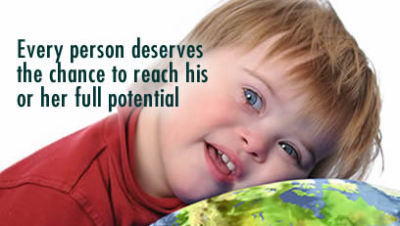 Every person deserves
the chance to reach his
or her full potential